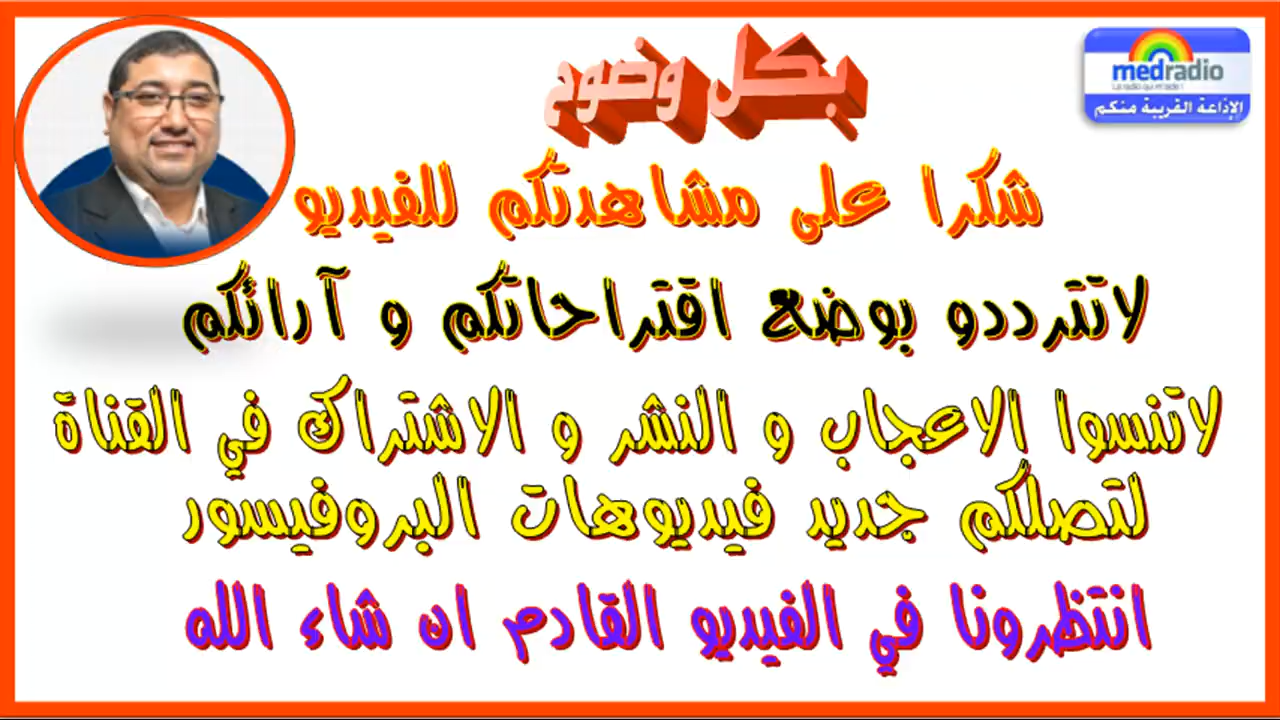 بكل وضوح
medradio
الإذاعة القريبة منكم
شكرا على مشاهدتكم للفيديو
لاتترددو بوضع اقتراحاتكم و آرائكم
لاتنسوا الاعجاب و النشر و الاشتراك في القناة
لتصلكم جديد فيديوهات البروفيسور
انتظرونا في الفيديو القادم ان شاء الله